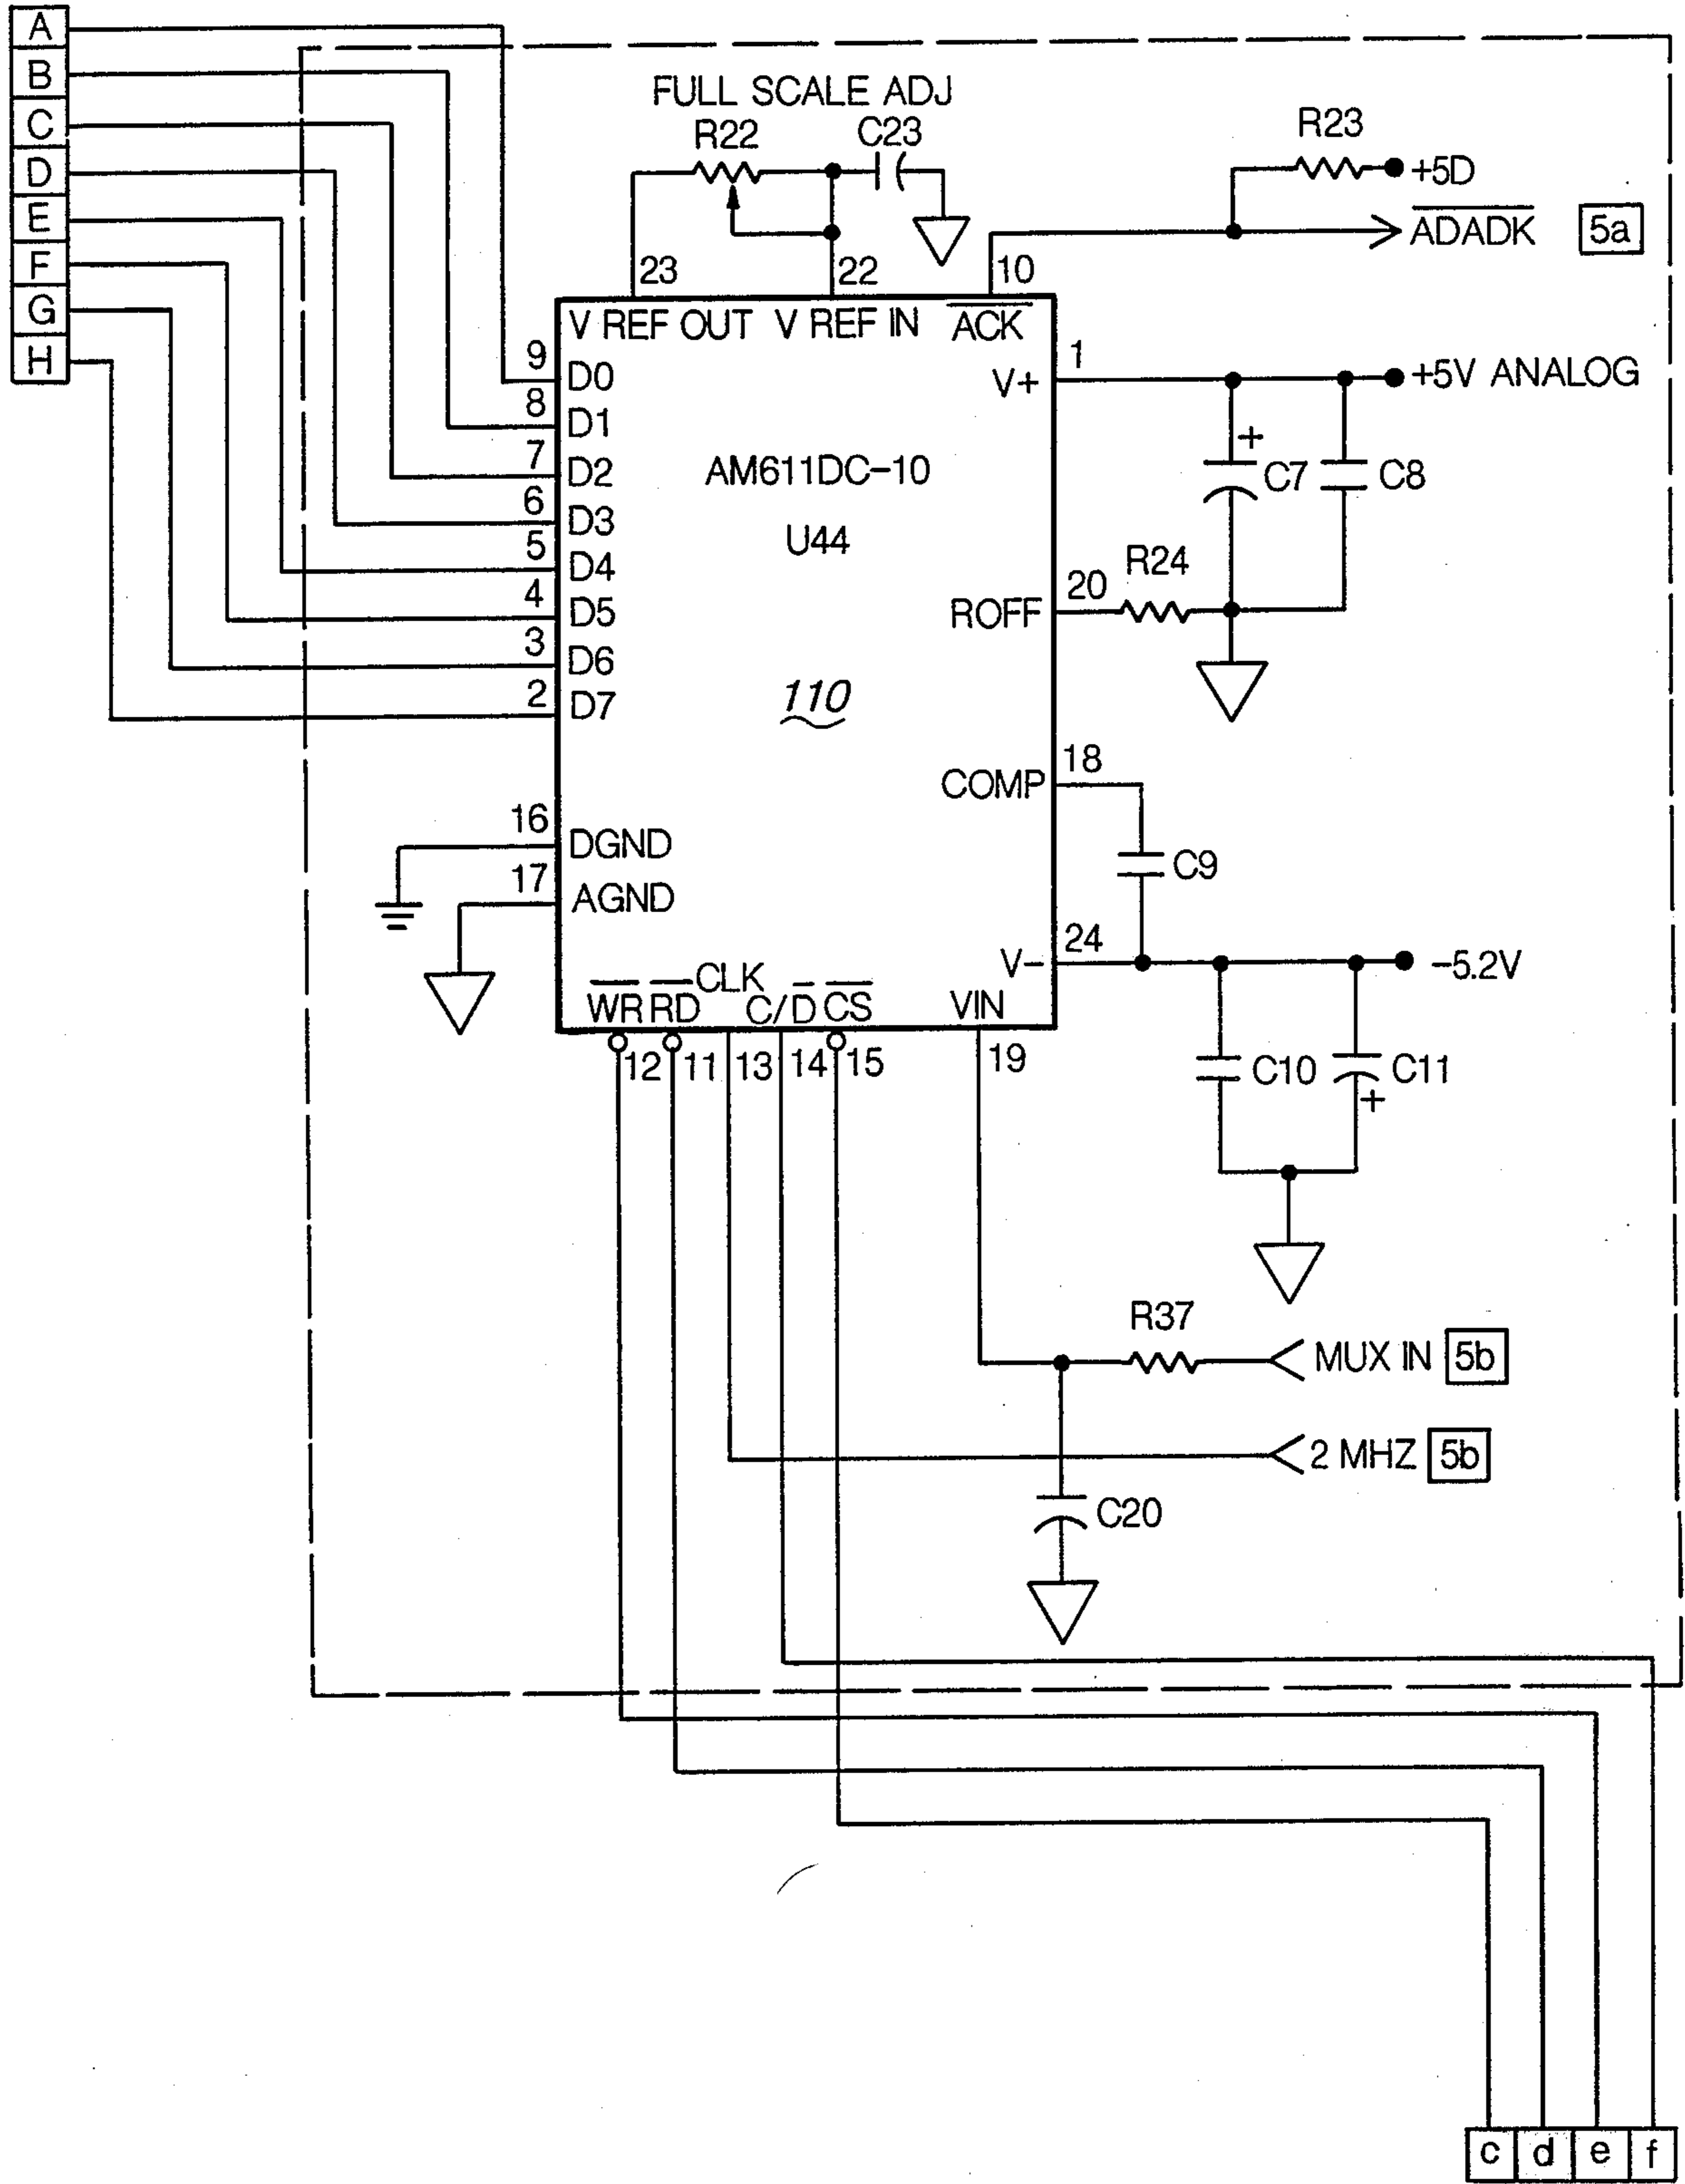 A
B
C
D
E
F
G
H
FULL SCALE ADJ
R22
C23
R23
+5D
ADADK
5a
23
22
10
V REF OUT
V REF IN
ACK
9
D0
8
D1
7
D2
6
D3
5
D4
4
D5
3
D6
2
D7
AM611DC-10
U44
110
1
V+
+5V ANALOG
+
C7
C8
R24
20
ROFF
18
COMP
C9
16
DGND
17
AGND
24
V-
-5.2V
WR
RD
CLK
C/D
CS
VIN
12
11
13
14
15
19
C10
C11
+
R37
MUX IN
5b
2 MHZ
5b
C20
c
d
e
f